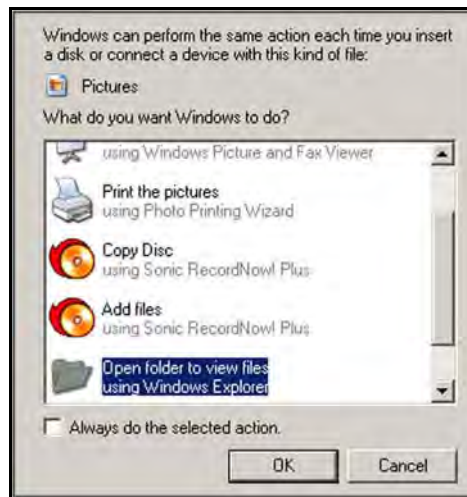 Windows can perform the same action each time you insert
a disk or connect a device with this kind of file:
Pictures
What do you want Windows to do?
using Windows Picture and Fax Viewer
Print the pictures
using Photo Printing Wizard
Copy Disc
using Sonic RecordNow! Plus
Add files
using Sonic RecordNow! Plus
Open folder to view files
using Windows Explorer
Always do the selected action.
OK
Cancel